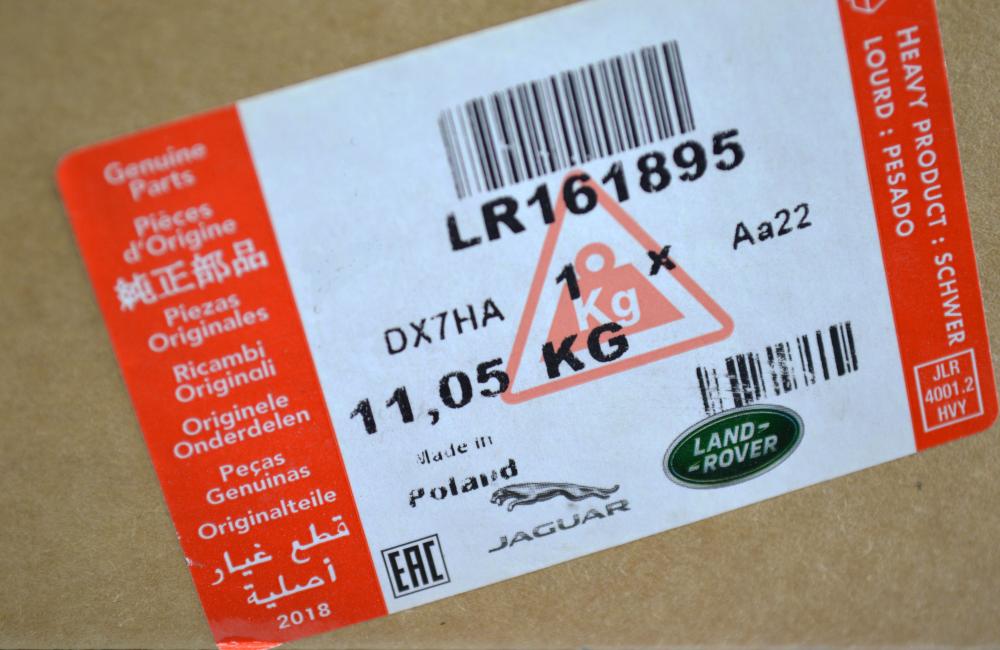 Genuine
Parts
Pièces
d'Origine
純正部品
Piezas
Originales
Ricambi
Originali
Originele
Onderdelen
Peças
Genuinas
Originalteile
قطع غيار
أصلية
2018
LR161895
1 x
Aa22
Kg
DX7HA
11,05 KG
Made in
Poland
LAND-
-ROVER
JAGUAR
EAC
HEAVY PRODUCT : SCHWER
LOURD : PESADO
JLR
4001.2
HVY